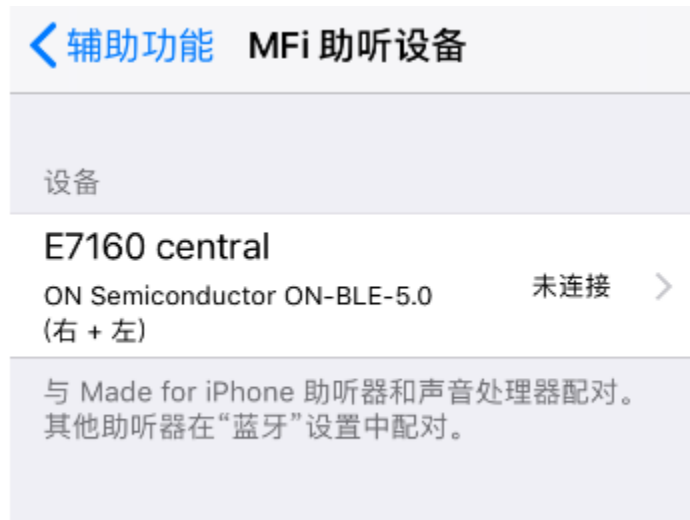 辅助功能 MFi 助听设备
设备
E7160 central
ON Semiconductor ON-BLE-5.0
(右 + 左)
未连接
与 Made for iPhone 助听器和声音处理器配对。
其他助听器在“蓝牙”设置中配对。